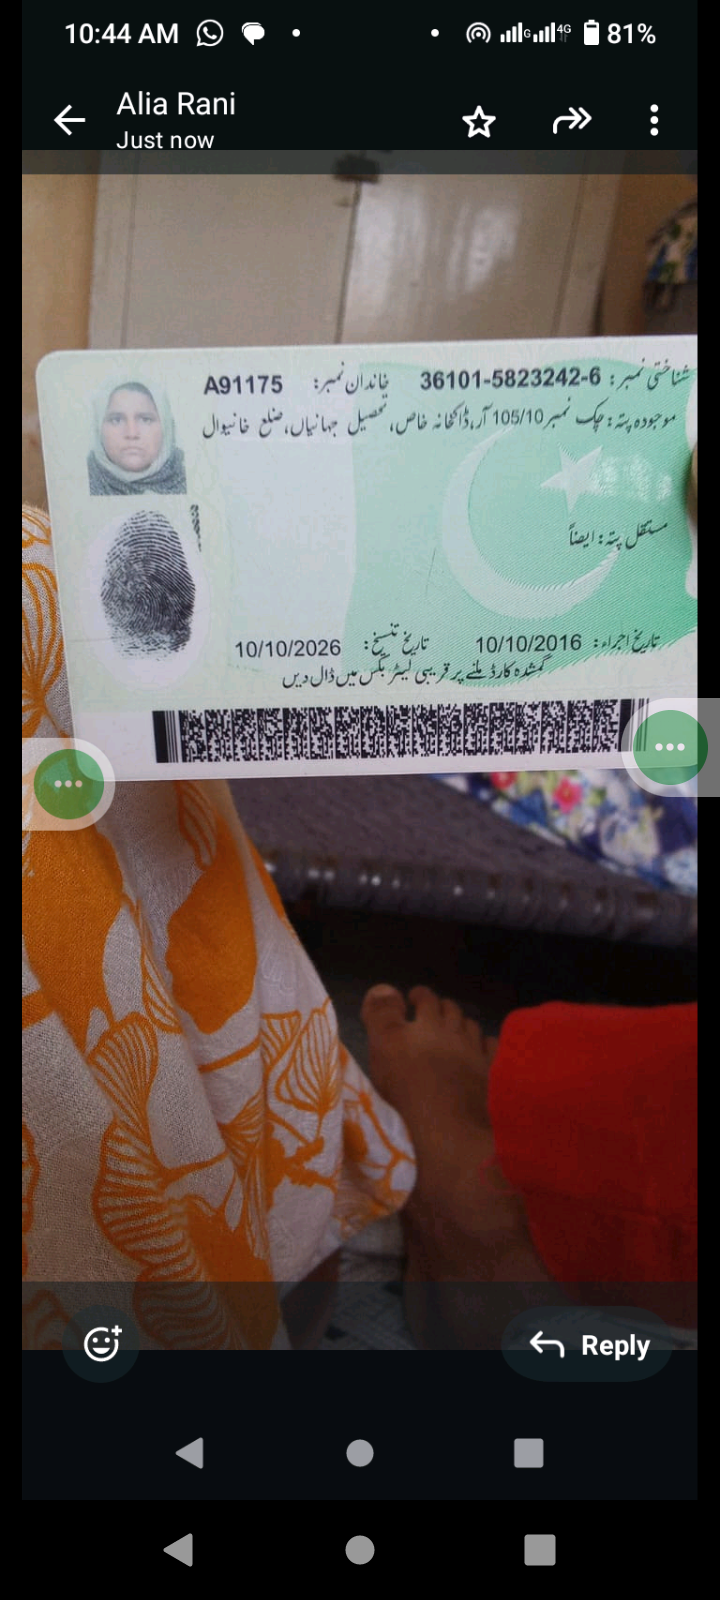 10:44 AM
4G 81%
Alia Rani
Just now
شناختی نمبر: 36101-5823242-6 خاندان نمبر: A91175
موجودہ پتہ: چک نمبر 105/10 آر، ڈاکخانہ خاص، تحصیل جہانیاں، ضلع خانیوال
مستقل پتہ: ایضاً
تاریخ اجراء: 10/10/2016 تاریخ تنسیخ: 10/10/2026
گمشدہ کارڈ ملنے پر قریبی لیٹر بکس میں ڈال دیں
Reply